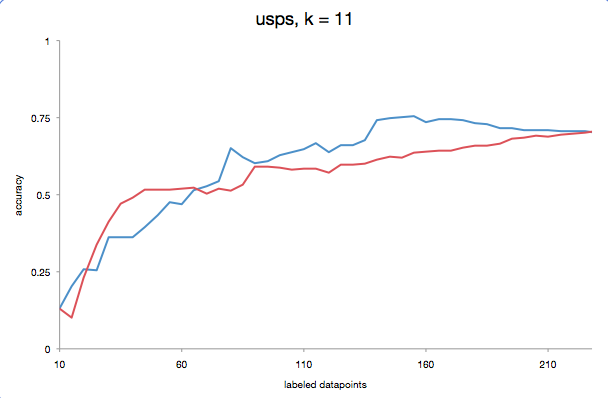 usps, k = 11
1
0.75
0.5
0.25
0
accuracy
10 60 110 160 210
labeled datapoints